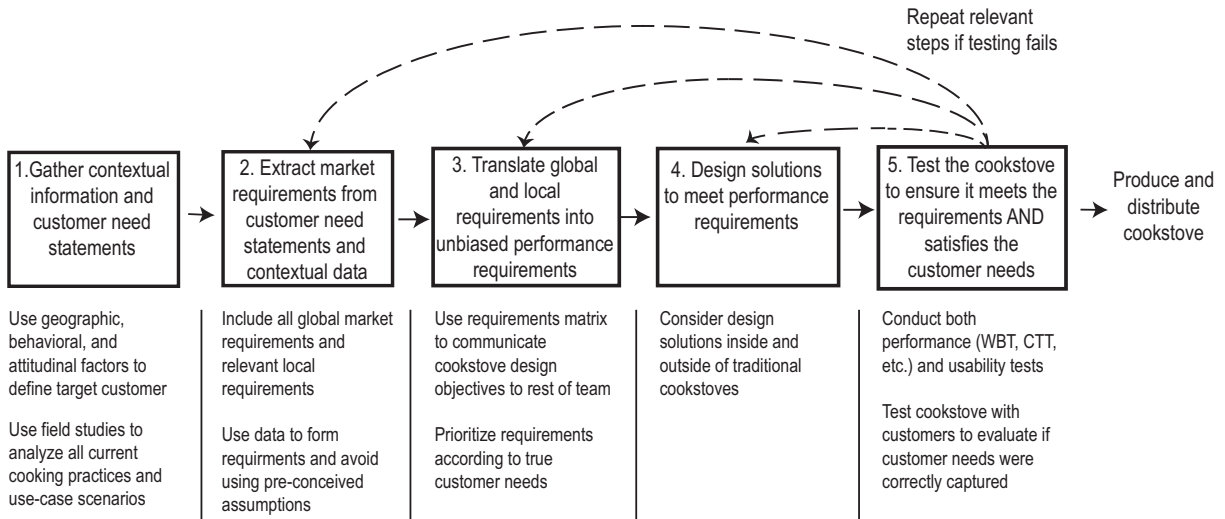 Repeat relevant
steps if testing fails
1.Gather contextual
information and
customer need
statements
2. Extract market
requirements from
customer need
statements and
contextual data
3. Translate global
and local
requirements into
unbiased performance
requirements
4. Design solutions
to meet performance
requirements
5. Test the cookstove
to ensure it meets the
requirements AND
satisfies the
customer needs
Produce and
distribute
cookstove
Use geographic,
behavioral, and
attitudinal factors to
define target customer
Use field studies to
analyze all current
cooking practices and
use-case scenarios
Include all global market
requirements and
relevant local
requirements
Use data to form
requirments and avoid
using pre-conceived
assumptions
Use requirements matrix
to communicate
cookstove design
objectives to rest of team
Prioritize requirements
according to true
customer needs
Consider design
solutions inside and
outside of traditional
cookstoves
Conduct both
performance (WBT, CTT,
etc.) and usability tests
Test cookstove with
customers to evaluate if
customer needs were
correctly captured